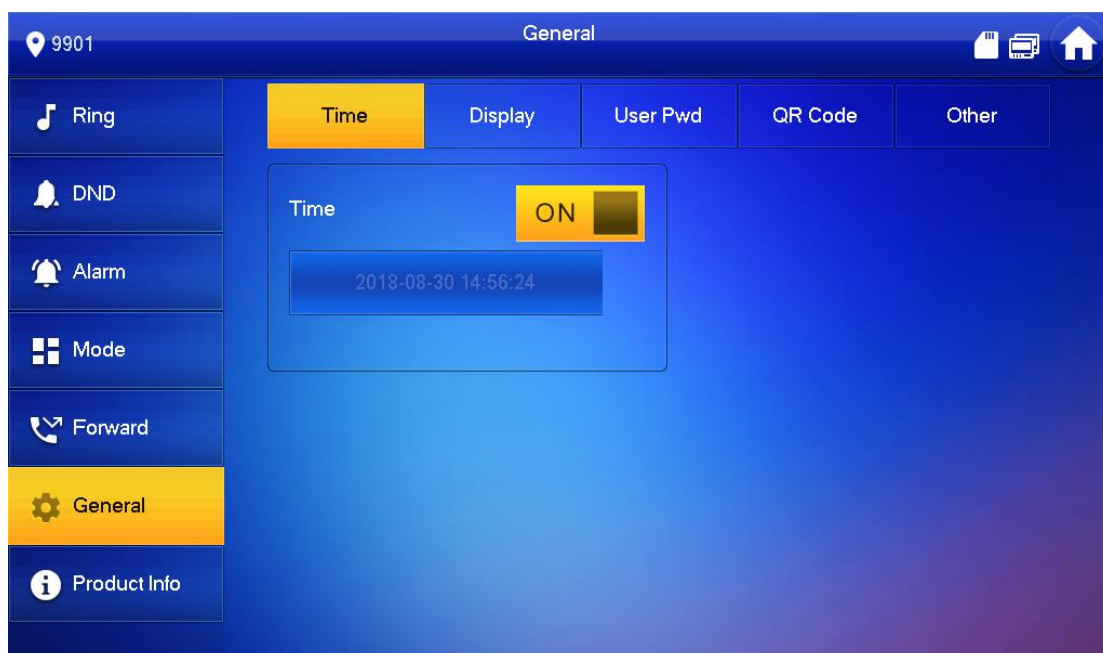 9901
General
Ring
DND
Alarm
Mode
Forward
General
Product Info
Time
Display
User Pwd
QR Code
Other
Time
ON
2018-08-30 14:56:24